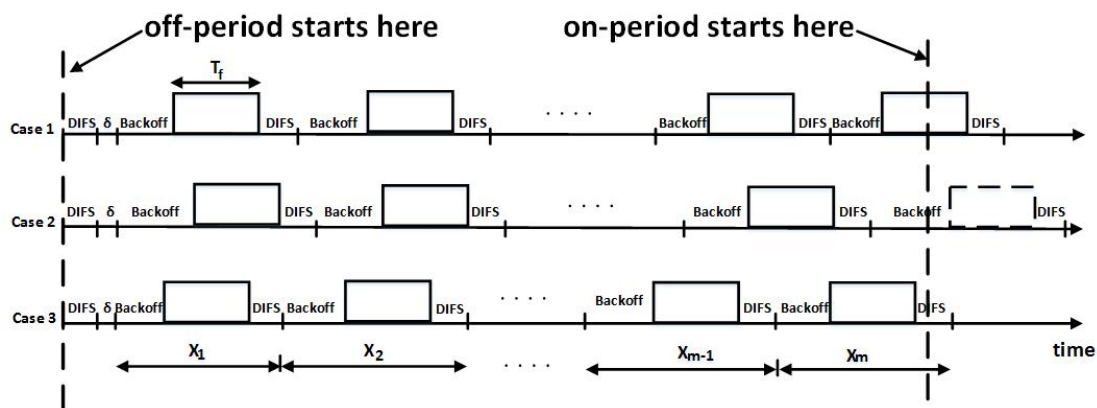 off-period starts here
on-period starts here
Tf
Case 1
DIFS δ Backoff DIFS Backoff DIFS . . . . Backoff DIFS Backoff DIFS
Case 2
DIFS δ Backoff DIFS Backoff DIFS . . . . Backoff DIFS Backoff DIFS
Case 3
DIFS δ Backoff DIFS Backoff DIFS . . . . Backoff DIFS Backoff DIFS
X1 X2 . . . . Xm-1 Xm
time